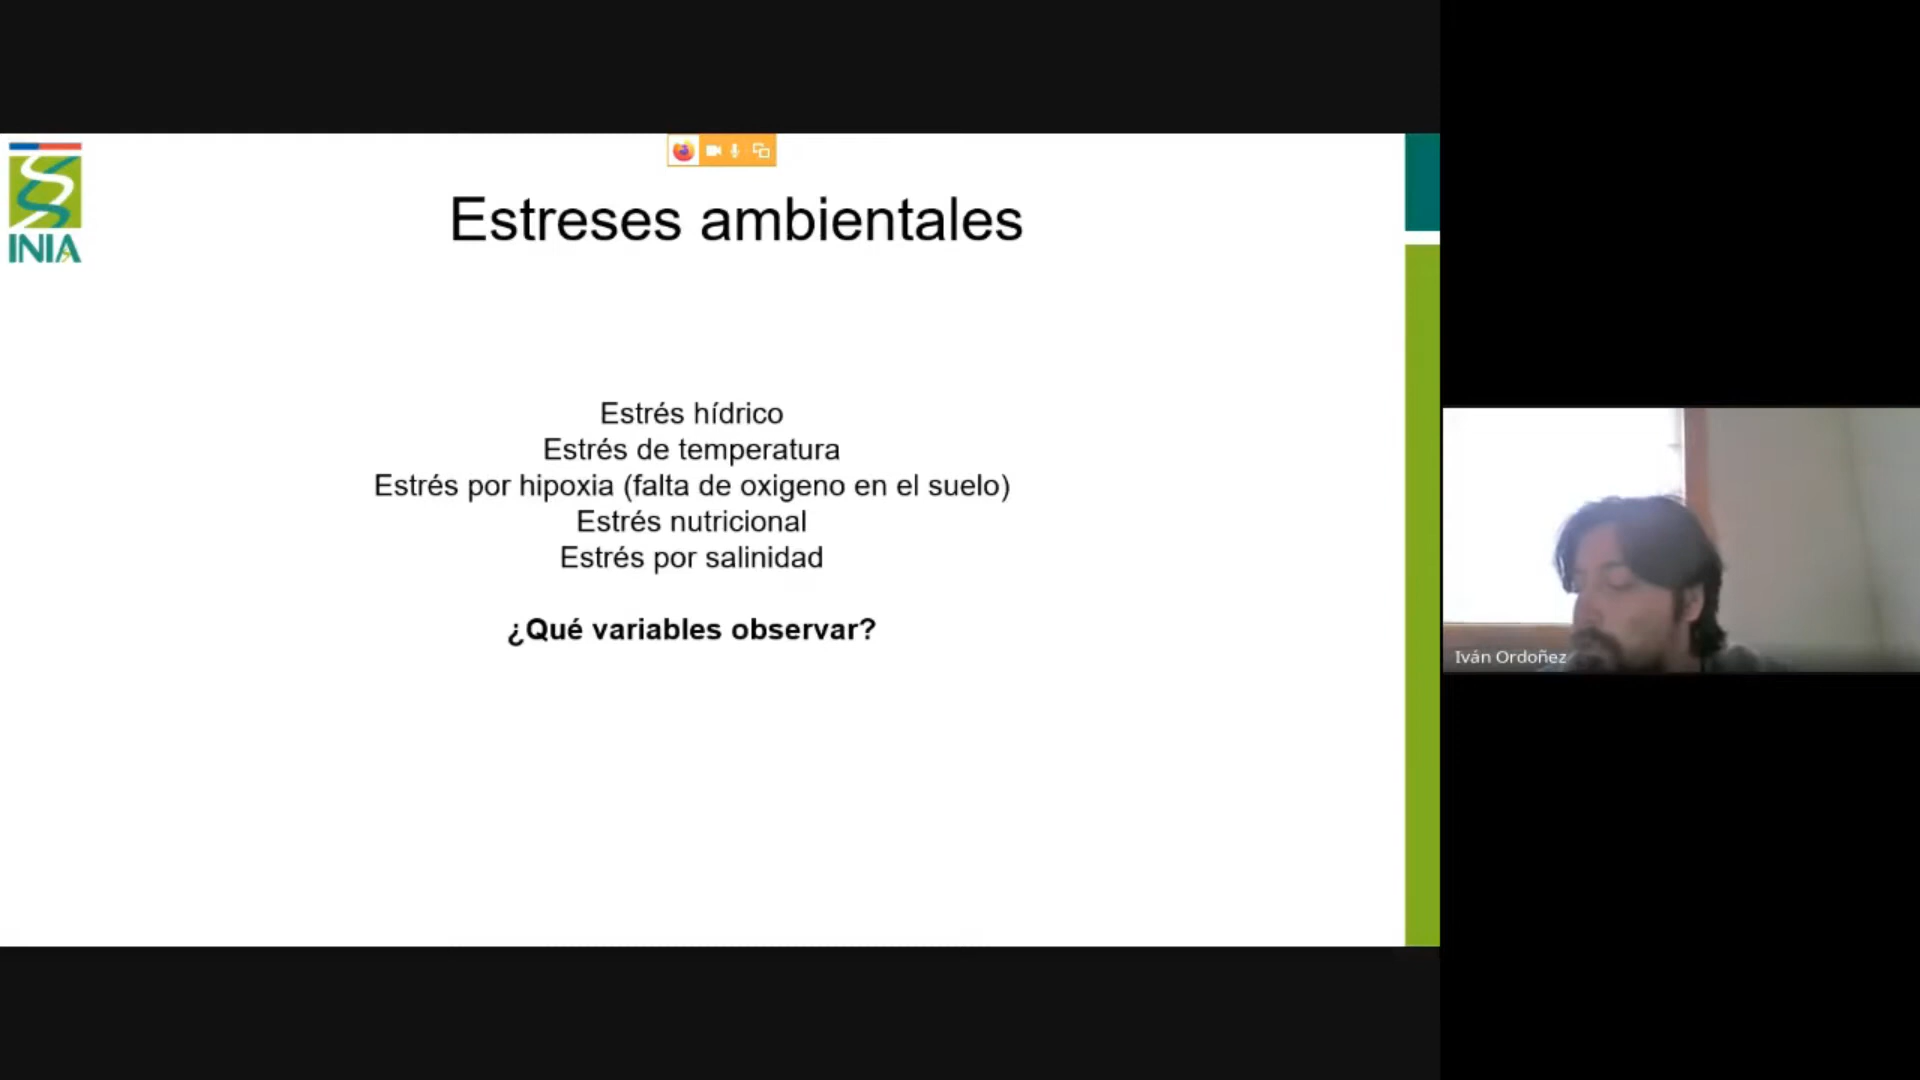 INIA
Estreses ambientales
Estrés hídrico
Estrés de temperatura
Estrés por hipoxia (falta de oxigeno en el suelo)
Estrés nutricional
Estrés por salinidad
¿Qué variables observar?
Iván Ordoñez